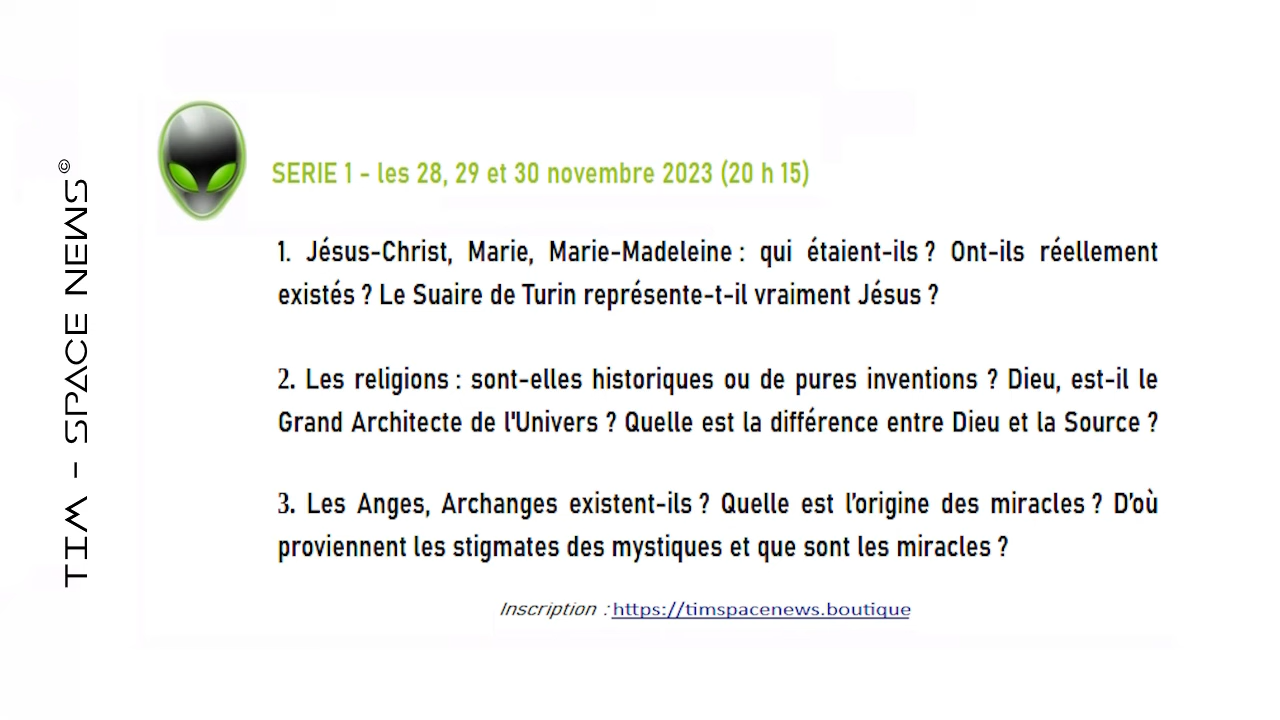 TIM - SPACE NEWS©
SERIE 1 - les 28, 29 et 30 novembre 2023 (20 h 15)
1. Jésus-Christ, Marie, Marie-Madeleine : qui étaient-ils ? Ont-ils réellement
existés ? Le Suaire de Turin représente-t-il vraiment Jésus ?
2. Les religions : sont-elles historiques ou de pures inventions ? Dieu, est-il le
Grand Architecte de l'Univers ? Quelle est la différence entre Dieu et la Source ?
3. Les Anges, Archanges existent-ils ? Quelle est l’origine des miracles ? D’où
proviennent les stigmates des mystiques et que sont les miracles ?
Inscription : https://timspacenews.boutique